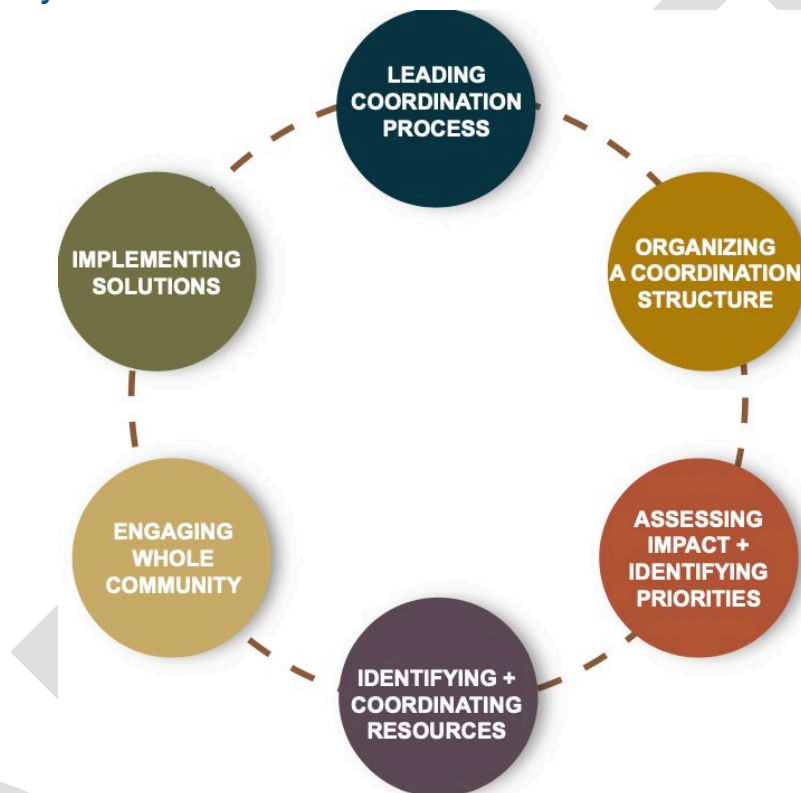 LEADING
COORDINATION
PROCESS
ORGANIZING
A COORDINATION
STRUCTURE
ASSESSING
IMPACT +
IDENTIFYING
PRIORITIES
IDENTIFYING +
COORDINATING
RESOURCES
ENGAGING
WHOLE
COMMUNITY
IMPLEMENTING
SOLUTIONS